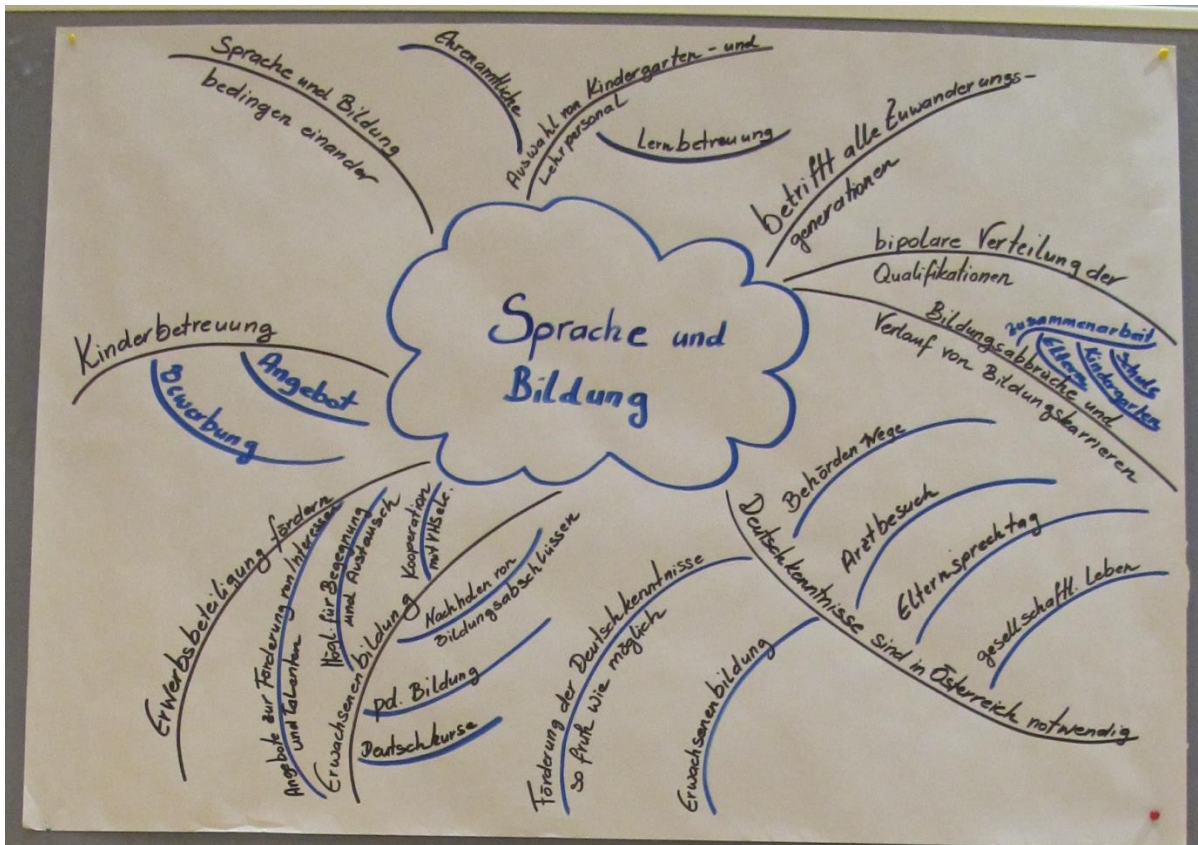 Sprache und Bildung
bedingen einander
Ehrenamtliche
Auswahl von Kindergarten- und
Lehrpersonal
Lernbetreuung
betrifft alle Zuwanderungs-
generationen
bipolare Verteilung der
Qualifikationen
Bildungsabbrüche und
Verlauf von Bildungskarrieren
Zusammenarbeit
Eltern
Kindergarten
Schule
Sprache und
Bildung
Kinderbetreuung
Angebot
Bewerbung
Erwerbsbeteiligung fördern
Angebote zur Förderung von Interessen
und Talenten
Mögl. für Begegnung
und Austausch
Kooperation
mit VHS etc.
Erwachsenenbildung
Nachholen von
Bildungsabschlüssen
pol. Bildung
Deutschkurse
Förderung der Deutschkenntnisse
so früh wie möglich
Erwachsenenbildung
Deutschkenntnisse sind in Österreich notwendig
Behörden Wege
Arztbesuch
Elternsprechtag
gesellschaftl. Leben